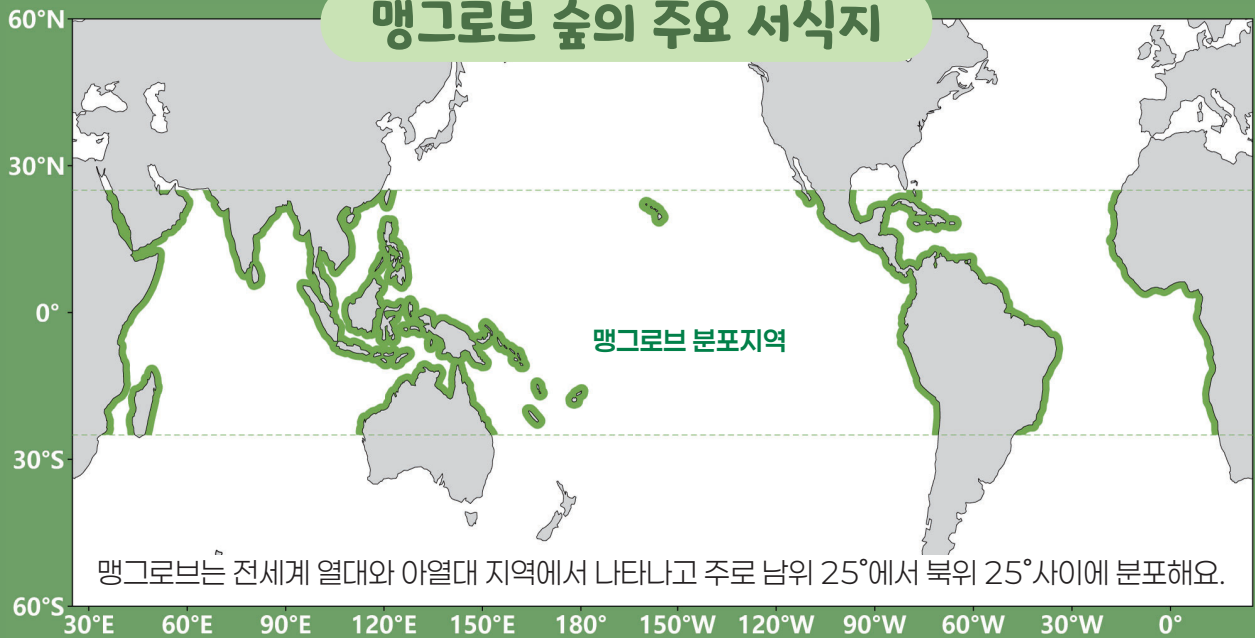 맹그로브 숲의 주요 서식지
60°N
30°N
0°
맹그로브 분포지역
30°S
맹그로브는 전세계 열대와 아열대 지역에서 나타나고 주로 남위 25°에서 북위 25°사이에 분포해요.
60°S
30°E 60°E 90°E 120°E 150°E 180° 150°W 120°W 90°W 60°W 30°W 0°